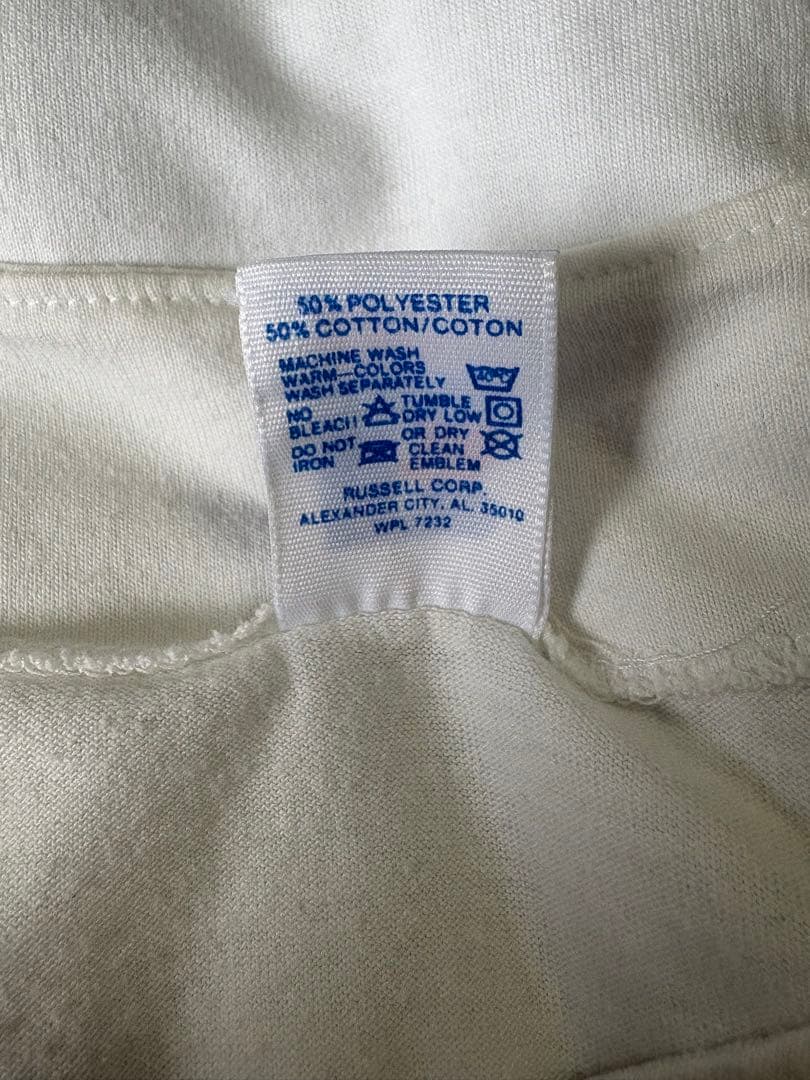 50% POLYESTER
50% COTTON/COTON
MACHINE WASH
WARM-COLORS
WASH SEPARATELY
NO
BLEACH!
TUMBLE
DRY LOW
DO NOT
IRON
OR DRY
CLEAN
EMBLEM
RUSSELL CORP.
ALEXANDER CITY, AL. 35010
WPL 7232